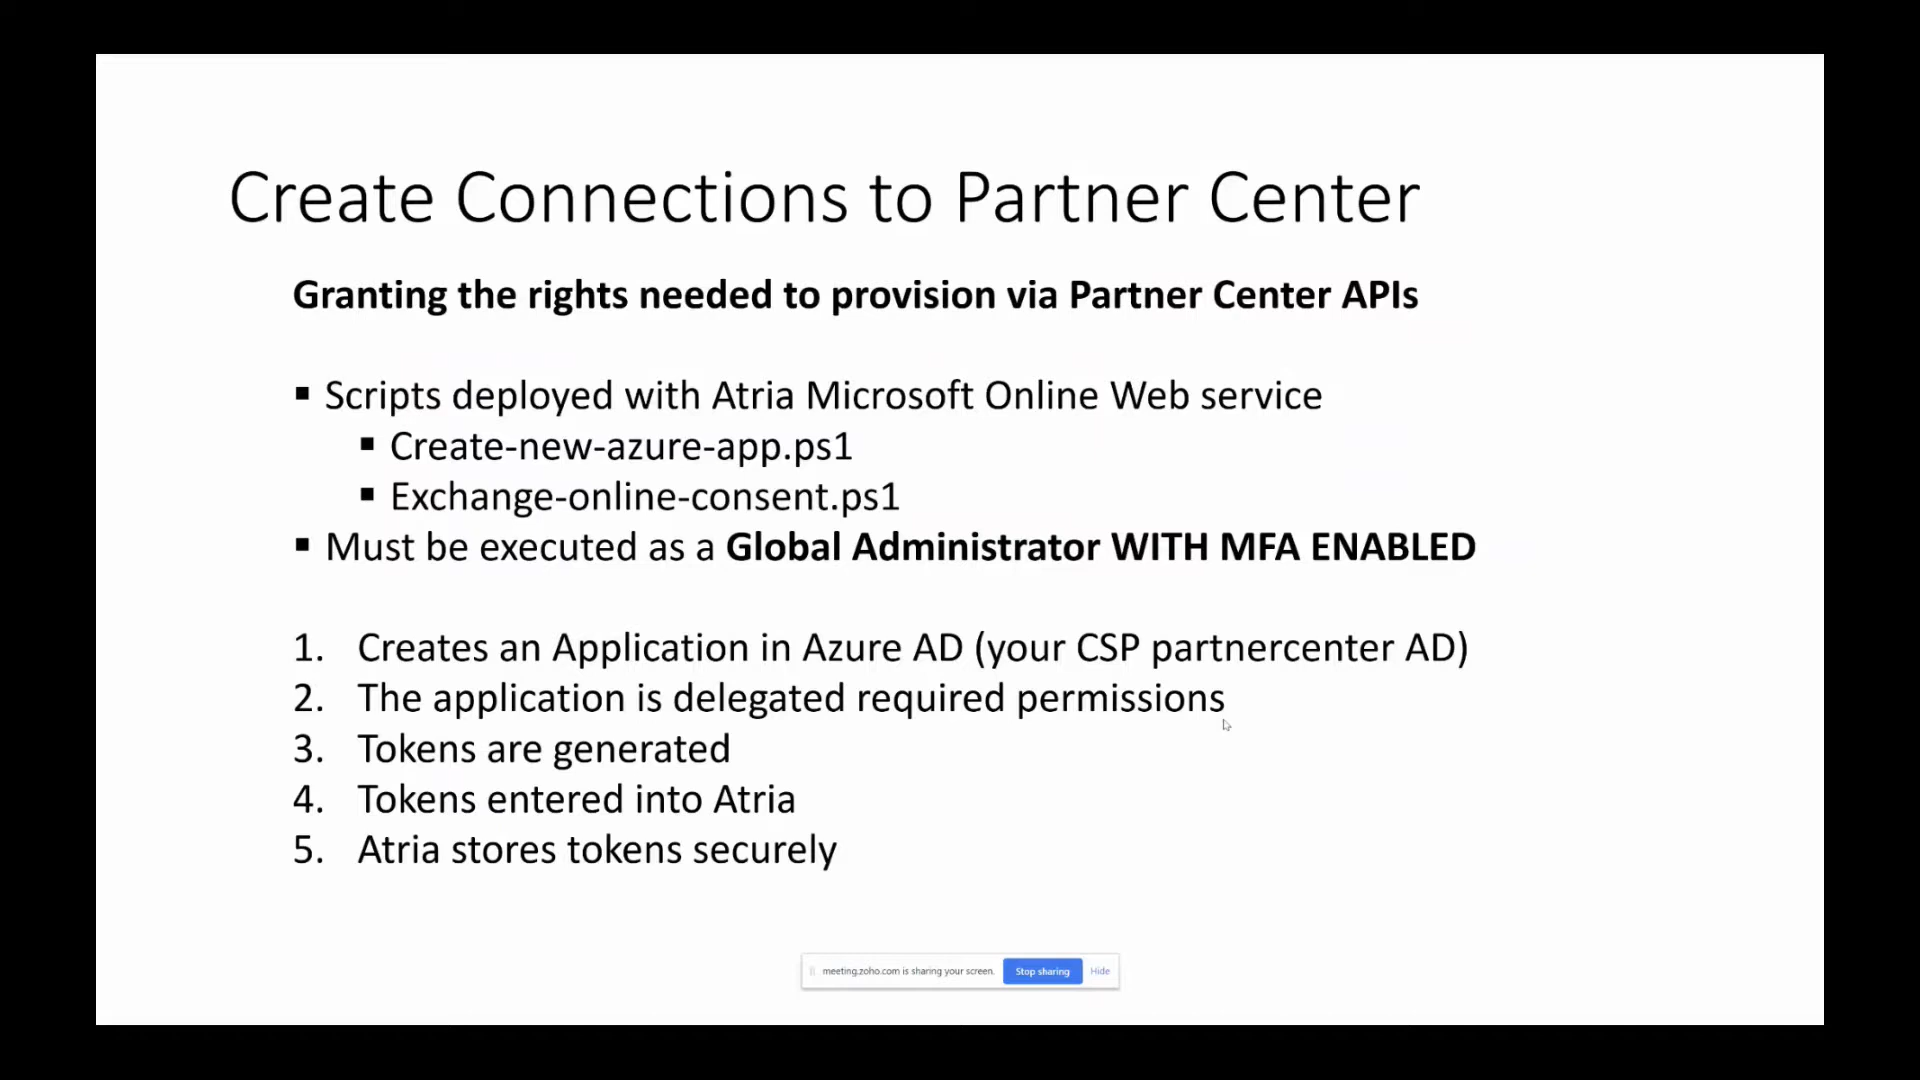 Create Connections to Partner Center
Granting the rights needed to provision via Partner Center APIs
▪ Scripts deployed with Atria Microsoft Online Web service
▪ Create-new-azure-app.ps1
▪ Exchange-online-consent.ps1
▪ Must be executed as a Global Administrator WITH MFA ENABLED
1. Creates an Application in Azure AD (your CSP partnercenter AD)
2. The application is delegated required permissions
3. Tokens are generated
4. Tokens entered into Atria
5. Atria stores tokens securely
meeting.zoho.com is sharing your screen. Stop sharing Hide